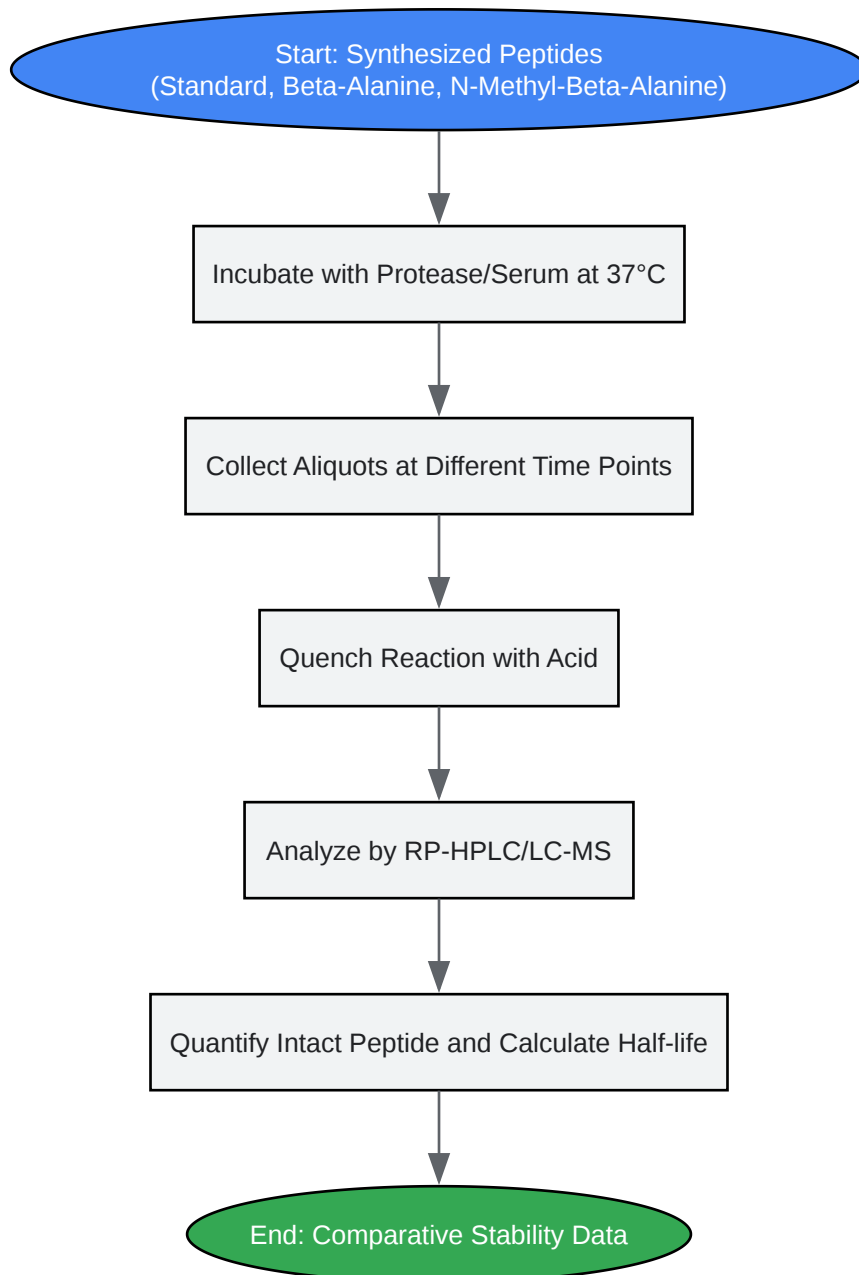 Start: Synthesized Peptides
(Standard, Beta-Alanine, N-Methyl-Beta-Alanine)
Incubate with Protease/Serum at 37°C
Collect Aliquots at Different Time Points
Quench Reaction with Acid
Analyze by RP-HPLC/LC-MS
Quantify Intact Peptide and Calculate Half-life
End: Comparative Stability Data